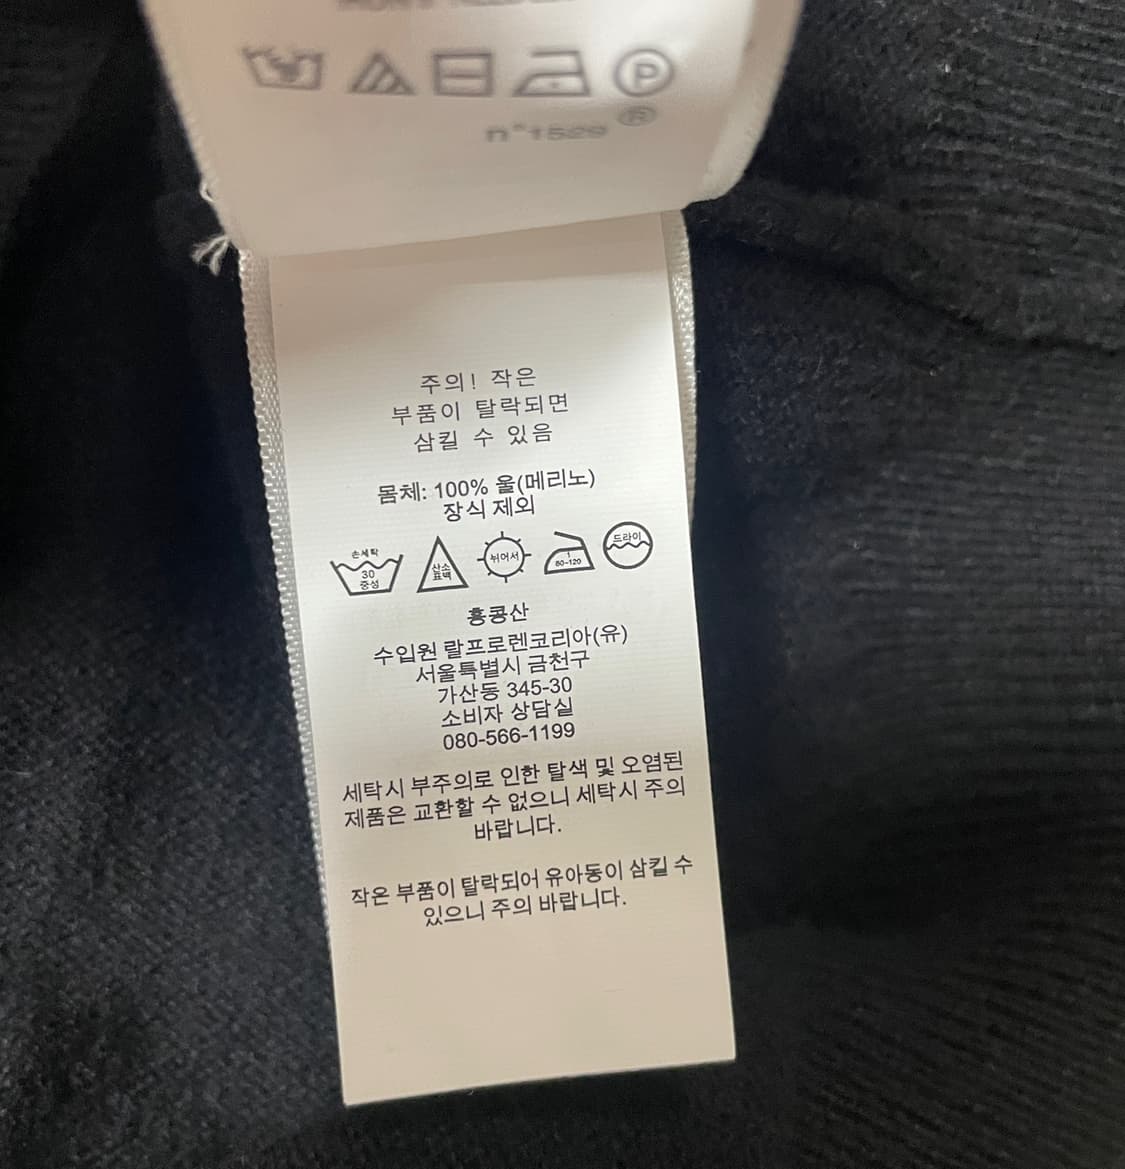 P
n°1529
®
주의! 작은
부품이 탈락되면
삼킬 수 있음
몸체: 100% 울(메리노)
장식 제외
손세탁
30
중성
산소
표백
뉘어서
1
80-120
드라이
홍콩산
수입원 랄프로렌코리아(유)
서울특별시 금천구
가산동 345-30
소비자 상담실
080-566-1199
세탁시 부주의로 인한 탈색 및 오염된
제품은 교환할 수 없으니 세탁시 주의
바랍니다.
작은 부품이 탈락되어 유아동이 삼킬 수
있으니 주의 바랍니다.